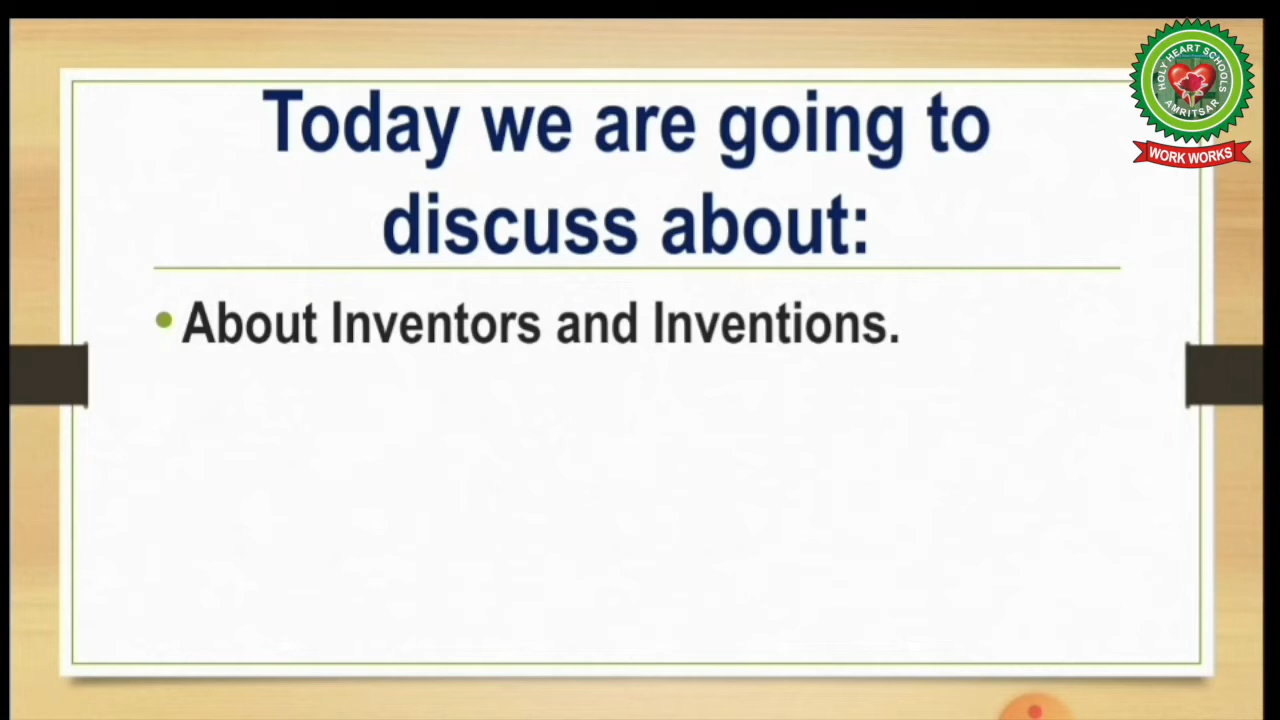 Today we are going to
discuss about:
• About Inventors and Inventions.
HOLY HEART SCHOOLS
AMRITSAR
WORK WORKS